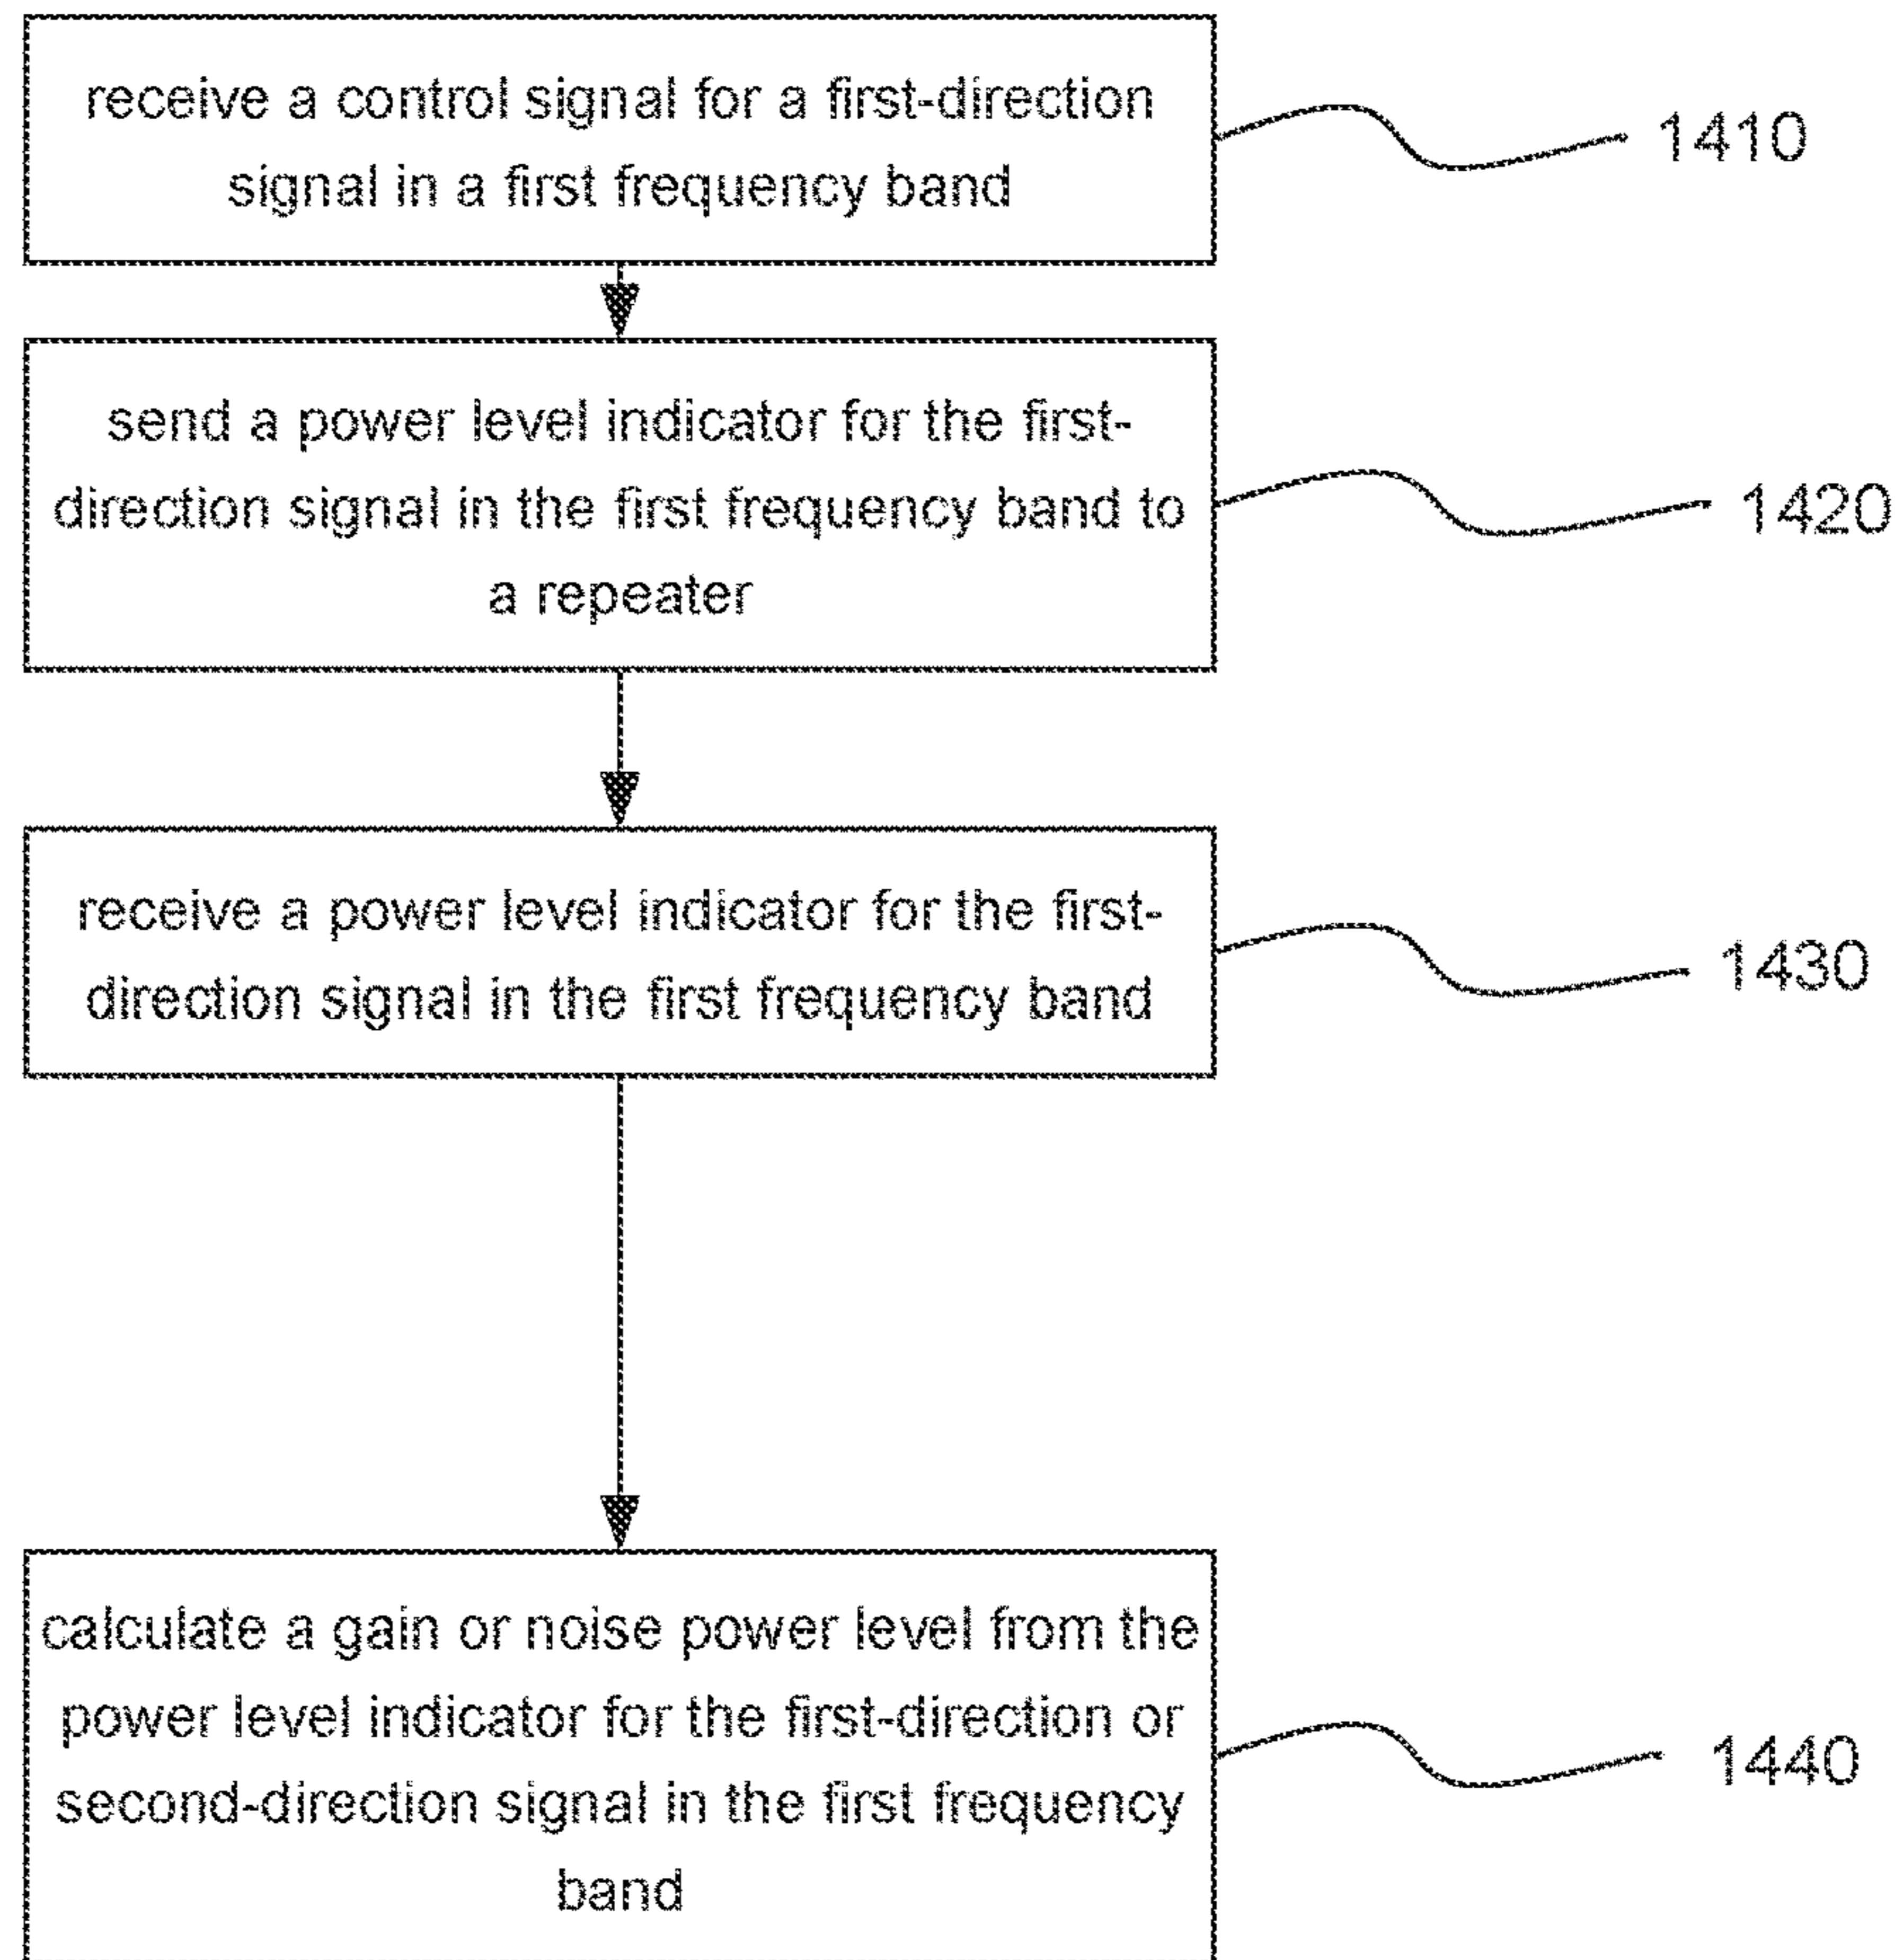 receive a control signal for a first-direction
signal in a first frequency band
1410
send a power level indicator for the first-
direction signal in the first frequency band to
a repeater
1420
receive a power level indicator for the first-
direction signal in the first frequency band
1430
calculate a gain or noise power level from the
power level indicator for the first-direction or
second-direction signal in the first frequency
band
1440